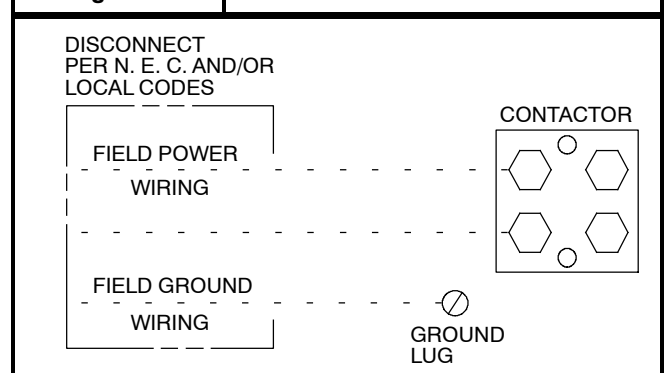 DISCONNECT
PER N. E. C. AND/OR
LOCAL CODES
CONTACTOR
FIELD POWER
WIRING
FIELD GROUND
WIRING
GROUND
LUG